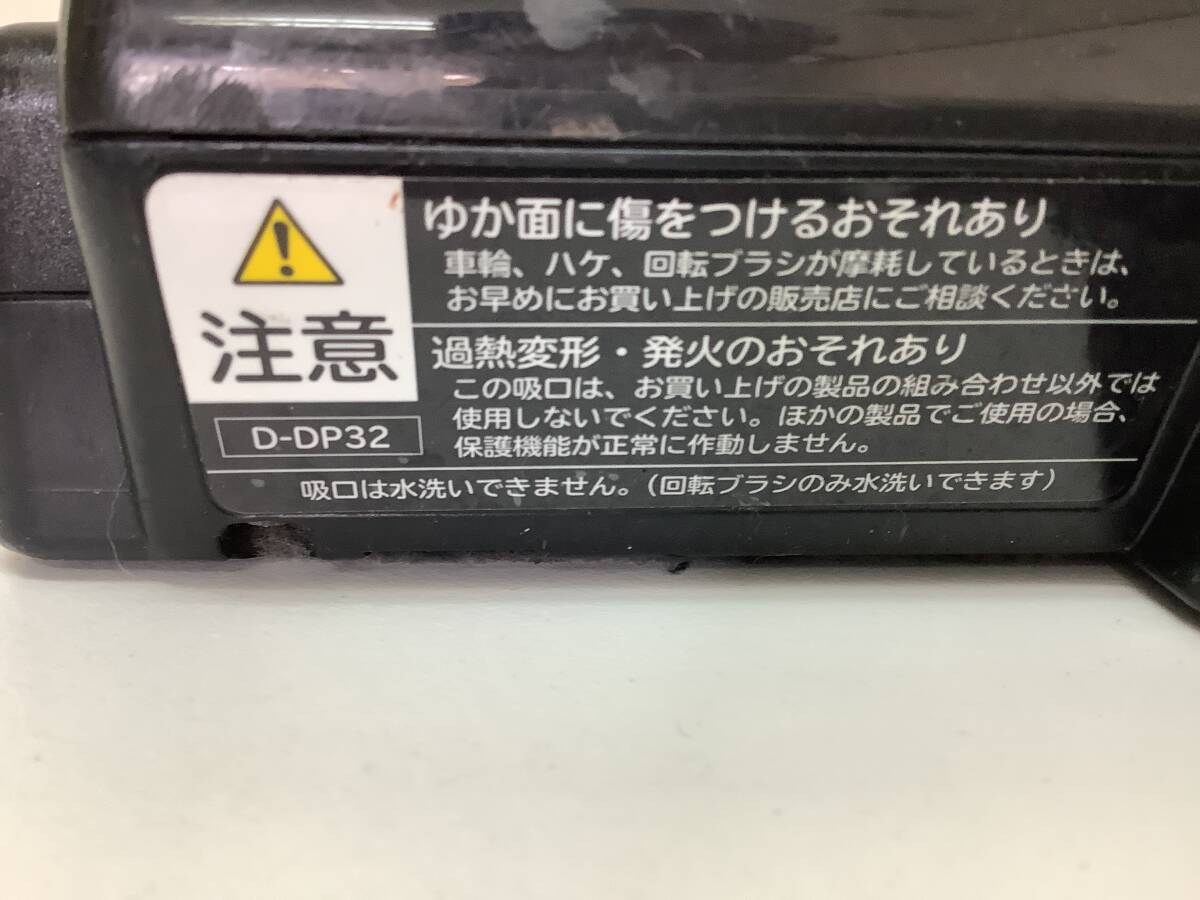 注意
D-DP32
ゆか面に傷をつけるおそれあり
車輪、ハケ、回転ブラシが摩耗しているときは、
お早めにお買い上げの販売店にご相談ください。
過熱変形・発火のおそれあり
この吸口は、お買い上げの製品の組み合わせ以外では
使用しないでください。ほかの製品でご使用の場合、
保護機能が正常に作動しません。
吸口は水洗いできません。(回転ブラシのみ水洗いできます)